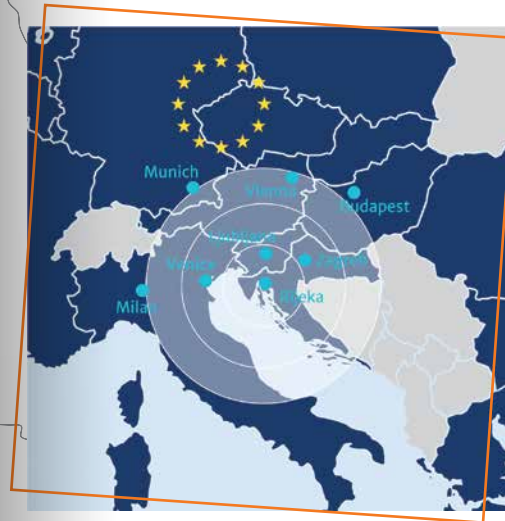 Munich
Vienna
Budapest
Ljubljana
Zagreb
Venice
Rijeka
Milan